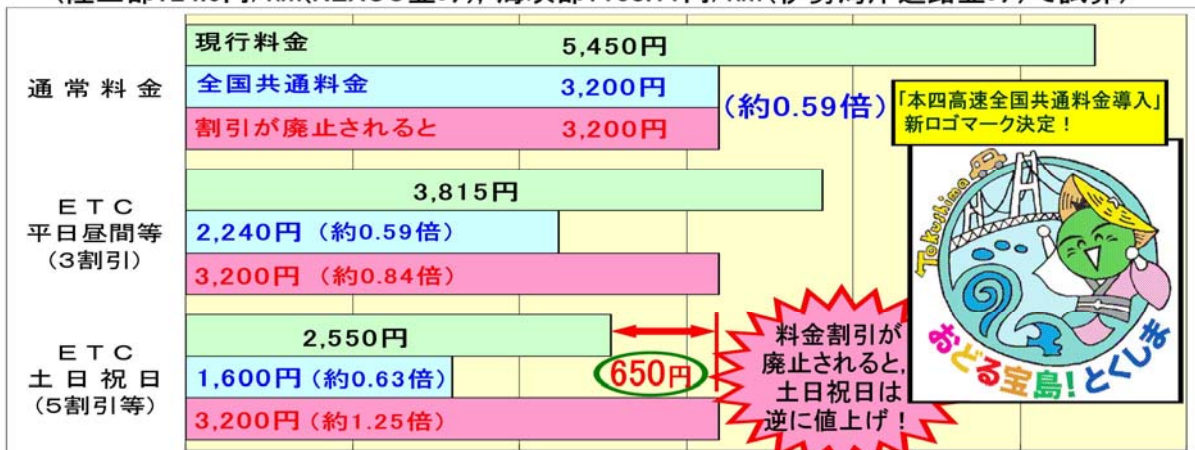 現行料金 5,450円
通常料金
全国共通料金 3,200円
割引が廃止されると 3,200円
(約0.59倍)
「本四高速全国共通料金導入」
新ロゴマーク決定！
Tokushima
おどる宝島!とくしま
ETC
平日昼間等
(3割引)
3,815円
2,240円 (約0.59倍)
3,200円 (約0.84倍)
ETC
土日祝日
(5割引等)
2,550円
650円
1,600円(約0.63倍)
3,200円(約1.25倍)
料金割引が
廃止されると,
土日祝日は
逆に値上げ！